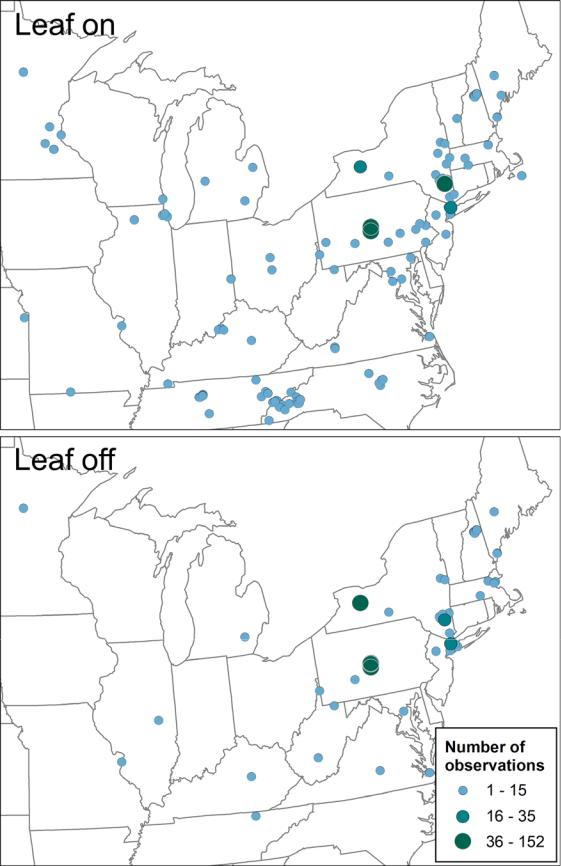 Leaf on
Leaf off
Number of
observations
1 - 15
16 - 35
36 - 152